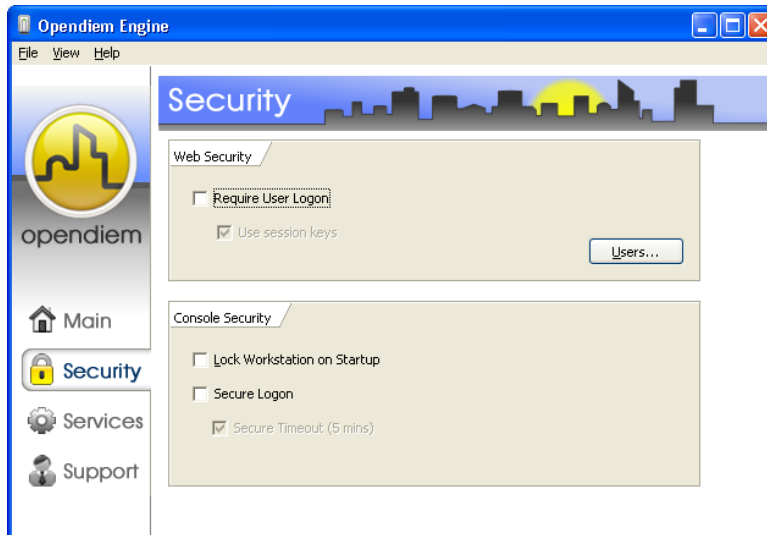 Opendiem Engine
File View Help
Security
Web Security
Require User Logon
Use session keys
Users...
opendiem
Main
Security
Services
Support
Console Security
Lock Workstation on Startup
Secure Logon
Secure Timeout (5 mins)